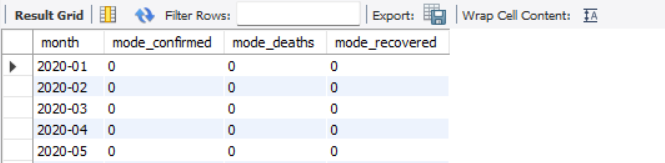 Result Grid Filter Rows: Export: Wrap Cell Content: IA
month mode_confirmed mode_deaths mode_recovered
2020-01 0 0 0
2020-02 0 0 0
2020-03 0 0 0
2020-04 0 0 0
2020-05 0 0 0